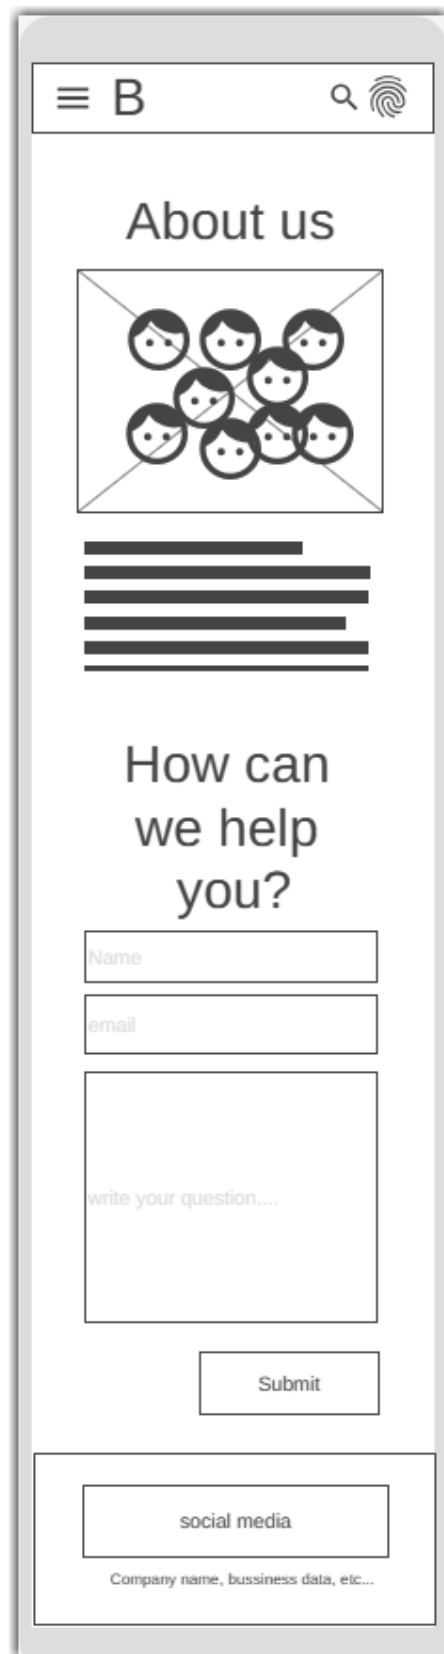 B
About us
How can
we help
you?
Name
email
write your question....
Submit
social media
Company name, bussiness data, etc...